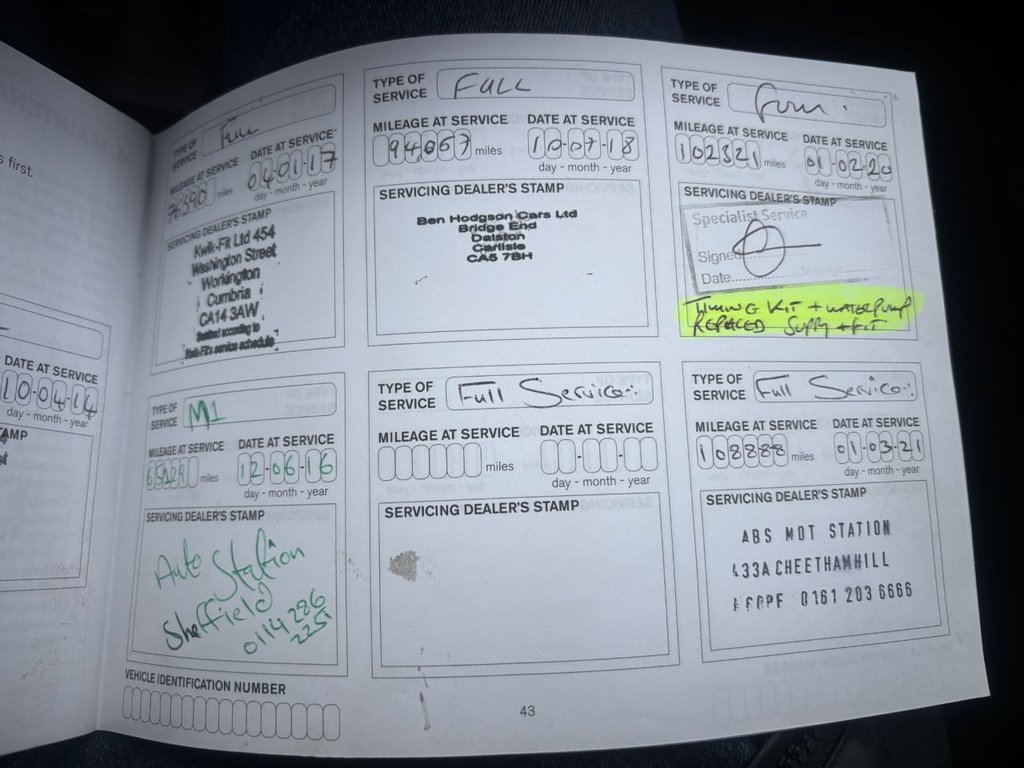 s first.
DATE AT SERVICE
10-04-14
day - month - year
TYPE OF SERVICE Full
MILEAGE AT SERVICE DATE AT SERVICE
76590 miles 04-01-17
day - month - year
SERVICING DEALER'S STAMP
Kwik-Fit Ltd 454
Washington Street
Workington
Cumbria
CA14 3AW
according to
Kwik-Fit's service schedule
TYPE OF SERVICE FULL
MILEAGE AT SERVICE DATE AT SERVICE
94,067 miles 10-07-18
day - month - year
SERVICING DEALER'S STAMP
Ben Hodgson Cars Ltd
Bridge End
Dalston
Carlisle
CA5 7BH
TYPE OF SERVICE
MILEAGE AT SERVICE DATE AT SERVICE
102321 miles 01-02-20
day - month - year
SERVICING DEALER'S STAMP
Specialist Service
Signed
Date
TIMING KIT + WATERPUMP
REPLACED SUPPLY + FIT
TYPE OF SERVICE M1
MILEAGE AT SERVICE DATE AT SERVICE
miles 12-06-16
day - month - year
SERVICING DEALER'S STAMP
Auto Station
Sheffield
0114 286
2251
VEHICLE IDENTIFICATION NUMBER
TYPE OF SERVICE Full Service:
MILEAGE AT SERVICE DATE AT SERVICE
miles
day - month - year
SERVICING DEALER'S STAMP
TYPE OF SERVICE Full Service:
MILEAGE AT SERVICE DATE AT SERVICE
108888 miles 01-03-21
day - month - year
SERVICING DEALER'S STAMP
ABS MOT STATION
433A CHEETHAMHILL
0161 203 6666
43